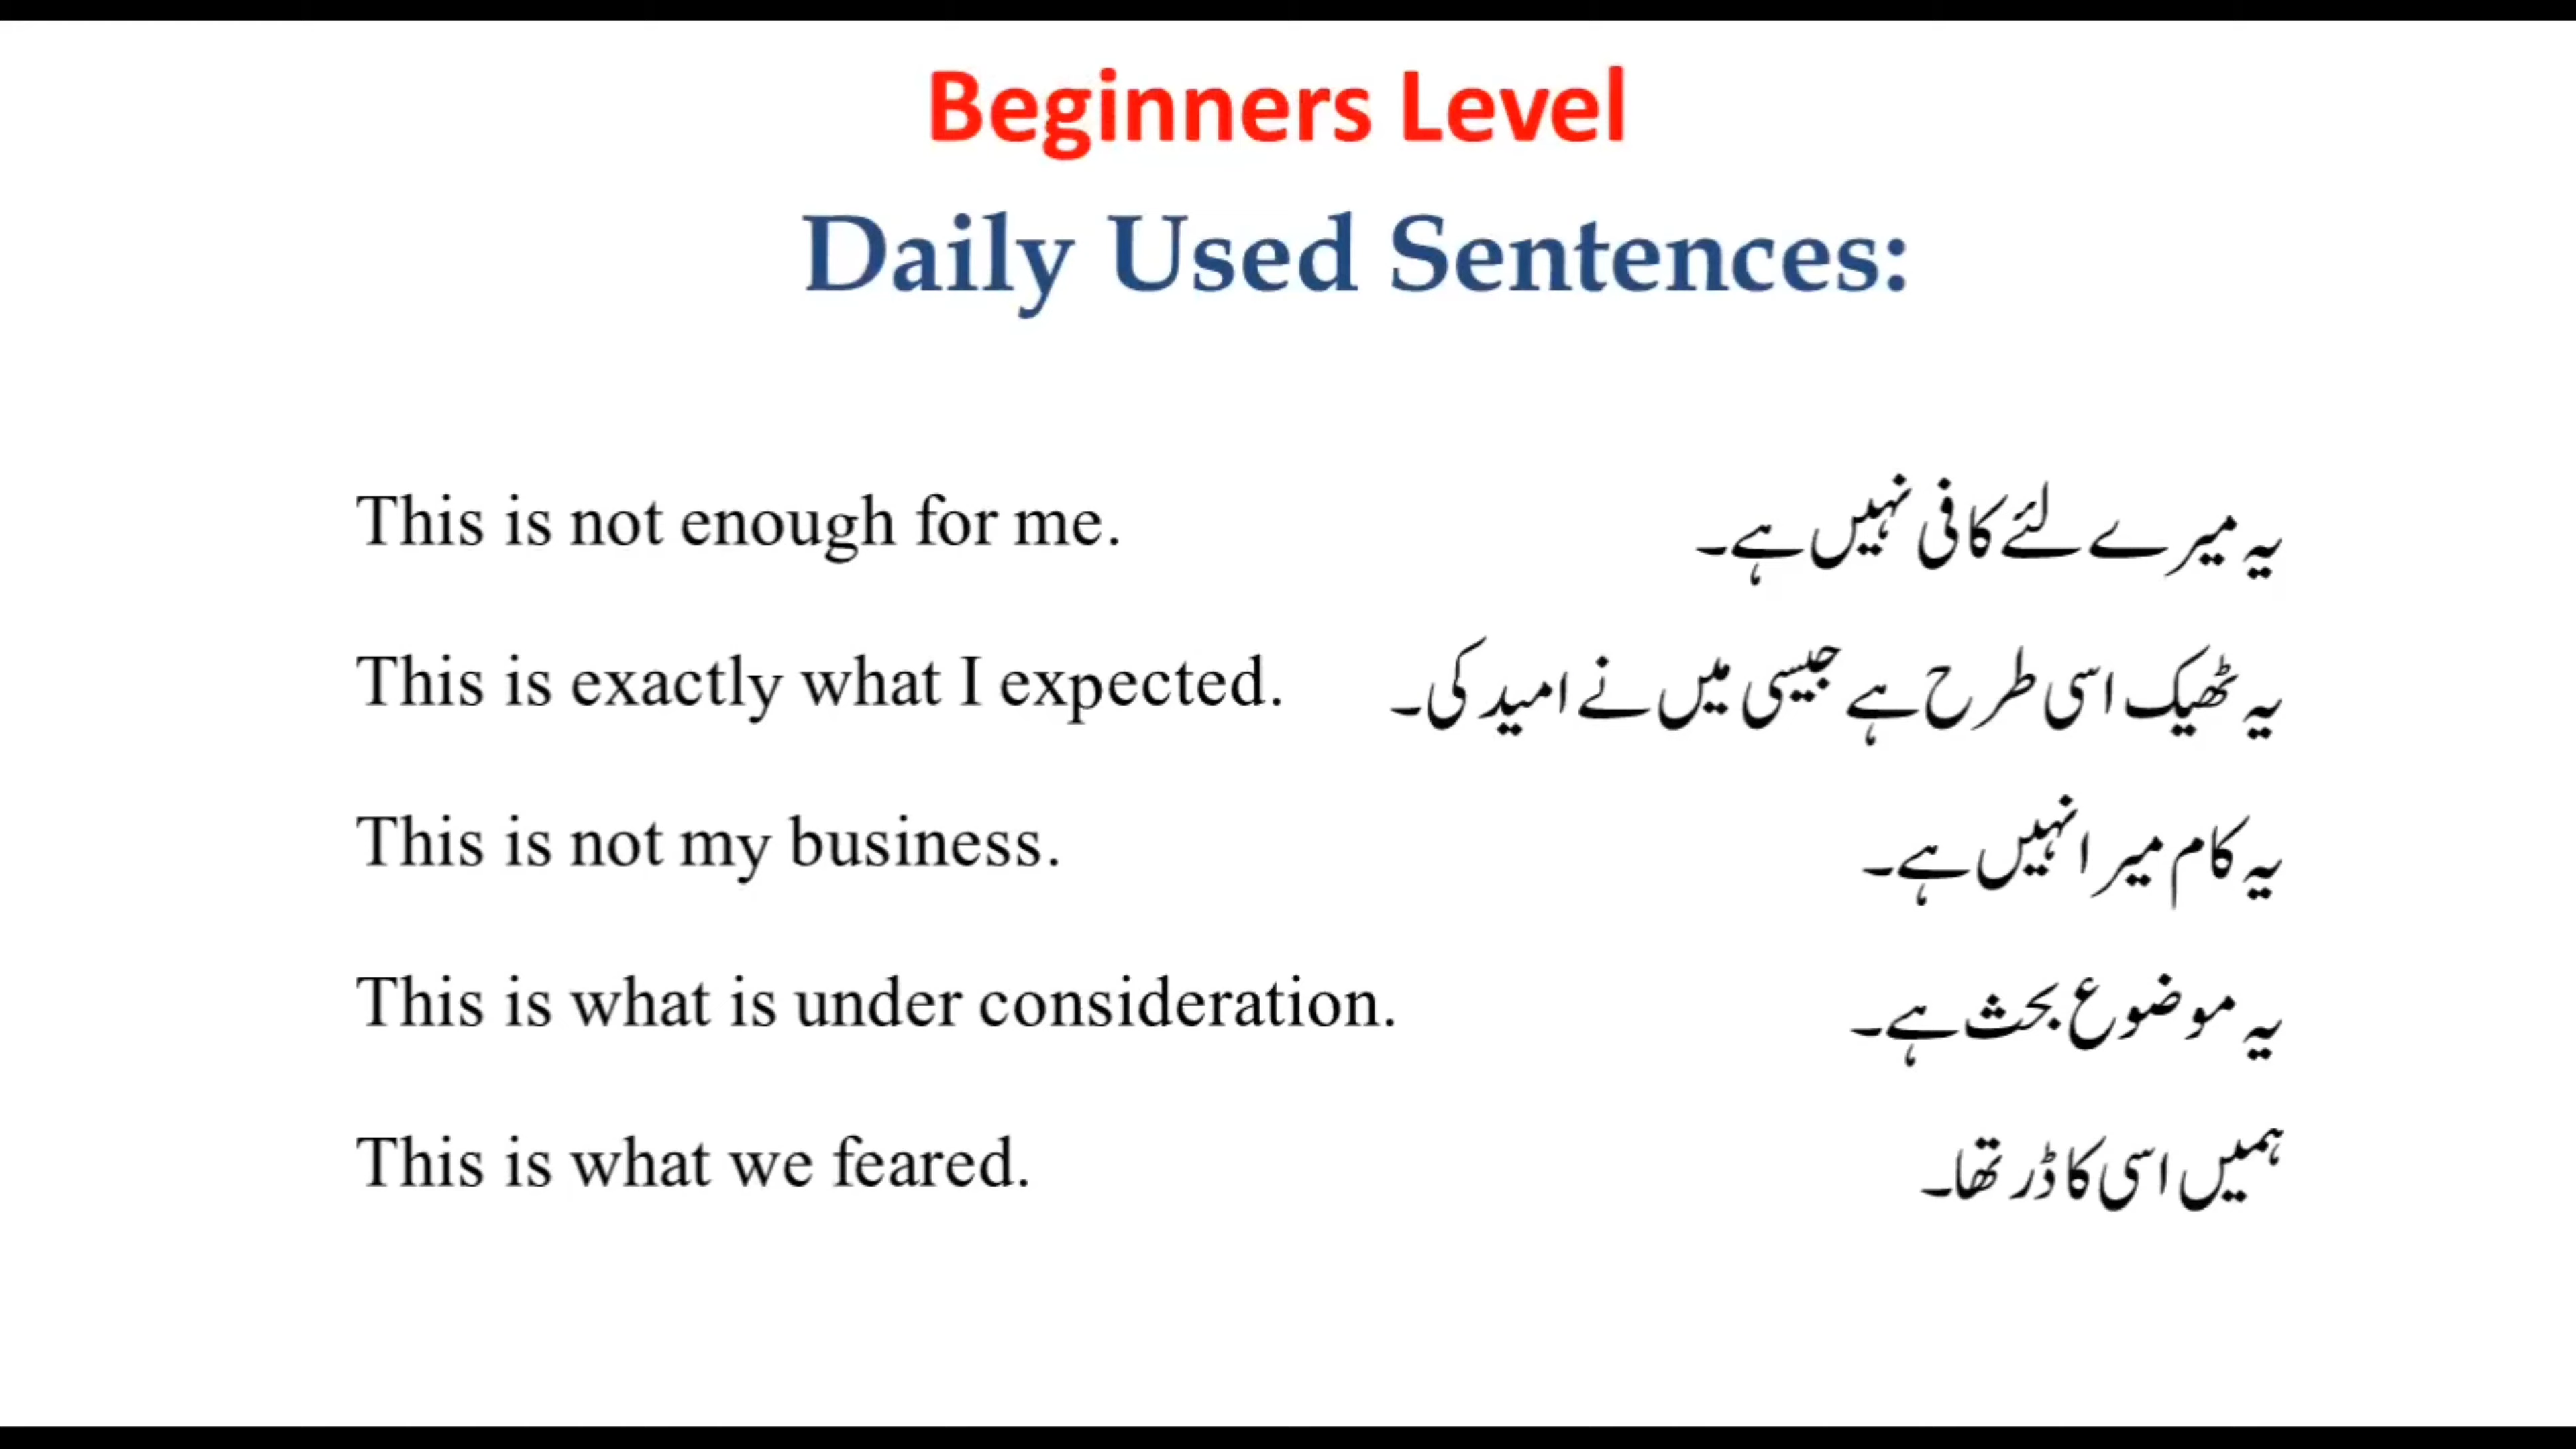 Beginners Level
Daily Used Sentences:
This is not enough for me. یہ میرے لئے کافی نہیں ہے۔
This is exactly what I expected. یہ ٹھیک اسی طرح ہے جیسی میں نے امید کی۔
This is not my business. یہ کام میرا نہیں ہے۔
This is what is under consideration. یہ موضوع بحث ہے۔
This is what we feared. ہمیں اسی کا ڈر تھا۔